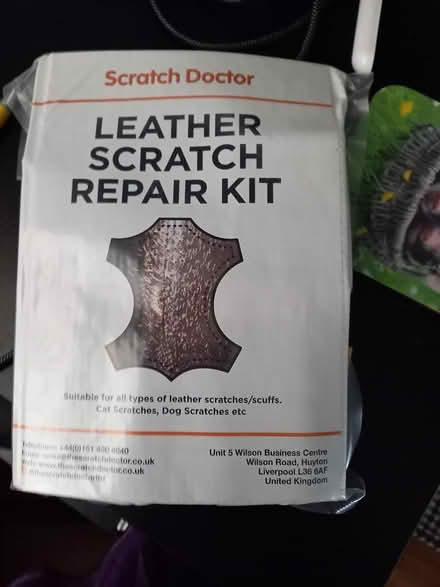 Scratch Doctor
LEATHER
SCRATCH
REPAIR KIT
Suitable for all types of leather scratches/scuffs.
Cat Scratches, Dog Scratches etc
Unit 5 Wilson Business Centre
Wilson Road, Huyton
Liverpool L36 6AF
United Kingdom